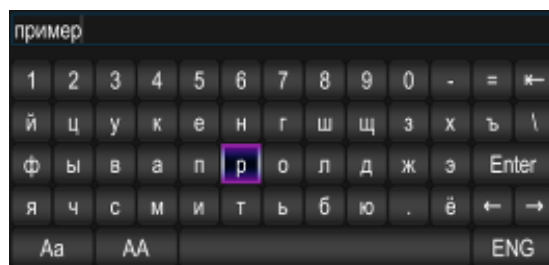 пример
1 2 3 4 5 6 7 8 9 0 - = ⇤
й ц у к е н г ш щ з х ъ \
ф ы в а п р о л д ж э Enter
я ч с м и т ь б ю . ё ← →
Aa AA ENG